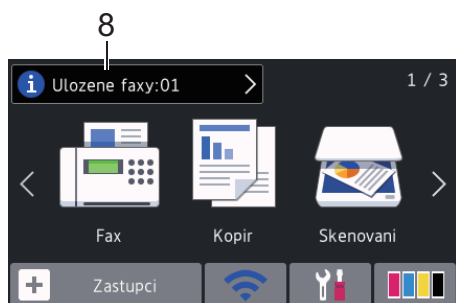 8
Ulozene faxy:01
1 / 3
Fax
Kopir
Skenovani
Zastupci